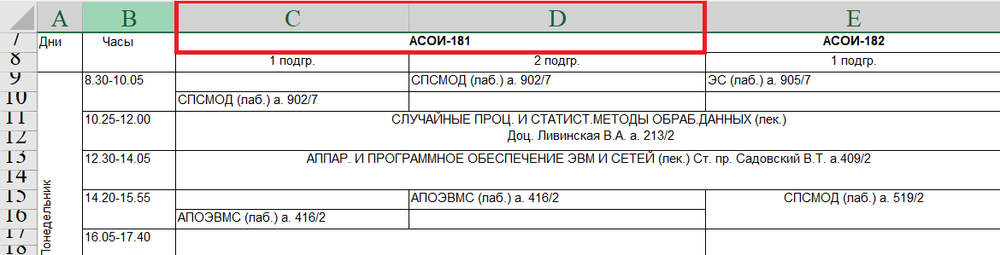 A B C D E
7 Дни Часы АСОИ-181 АСОИ-182
8 1 подгр. 2 подгр. 1 подгр.
9 8.30-10.05 СПСМОД (лаб.) а. 902/7 ЭС (лаб.) а. 905/7
10 СПСМОД (лаб.) а. 902/7
11 10.25-12.00 СЛУЧАЙНЫЕ ПРОЦ. И СТАТИСТ.МЕТОДЫ ОБРАБ.ДАННЫХ (лек.)
12 Доц. Ливинская В.А. а. 213/2
13 12.30-14.05 АППАР. И ПРОГРАММНОЕ ОБЕСПЕЧЕНИЕ ЭВМ И СЕТЕЙ (лек.) Ст. пр. Садовский В.Т. а.409/2
14
Понедельник
15 14.20-15.55 АПОЭВМС (лаб.) а. 416/2 СПСМОД (лаб.) а. 519/2
16 АПОЭВМС (лаб.) а. 416/2
17 16.05-17.40
18